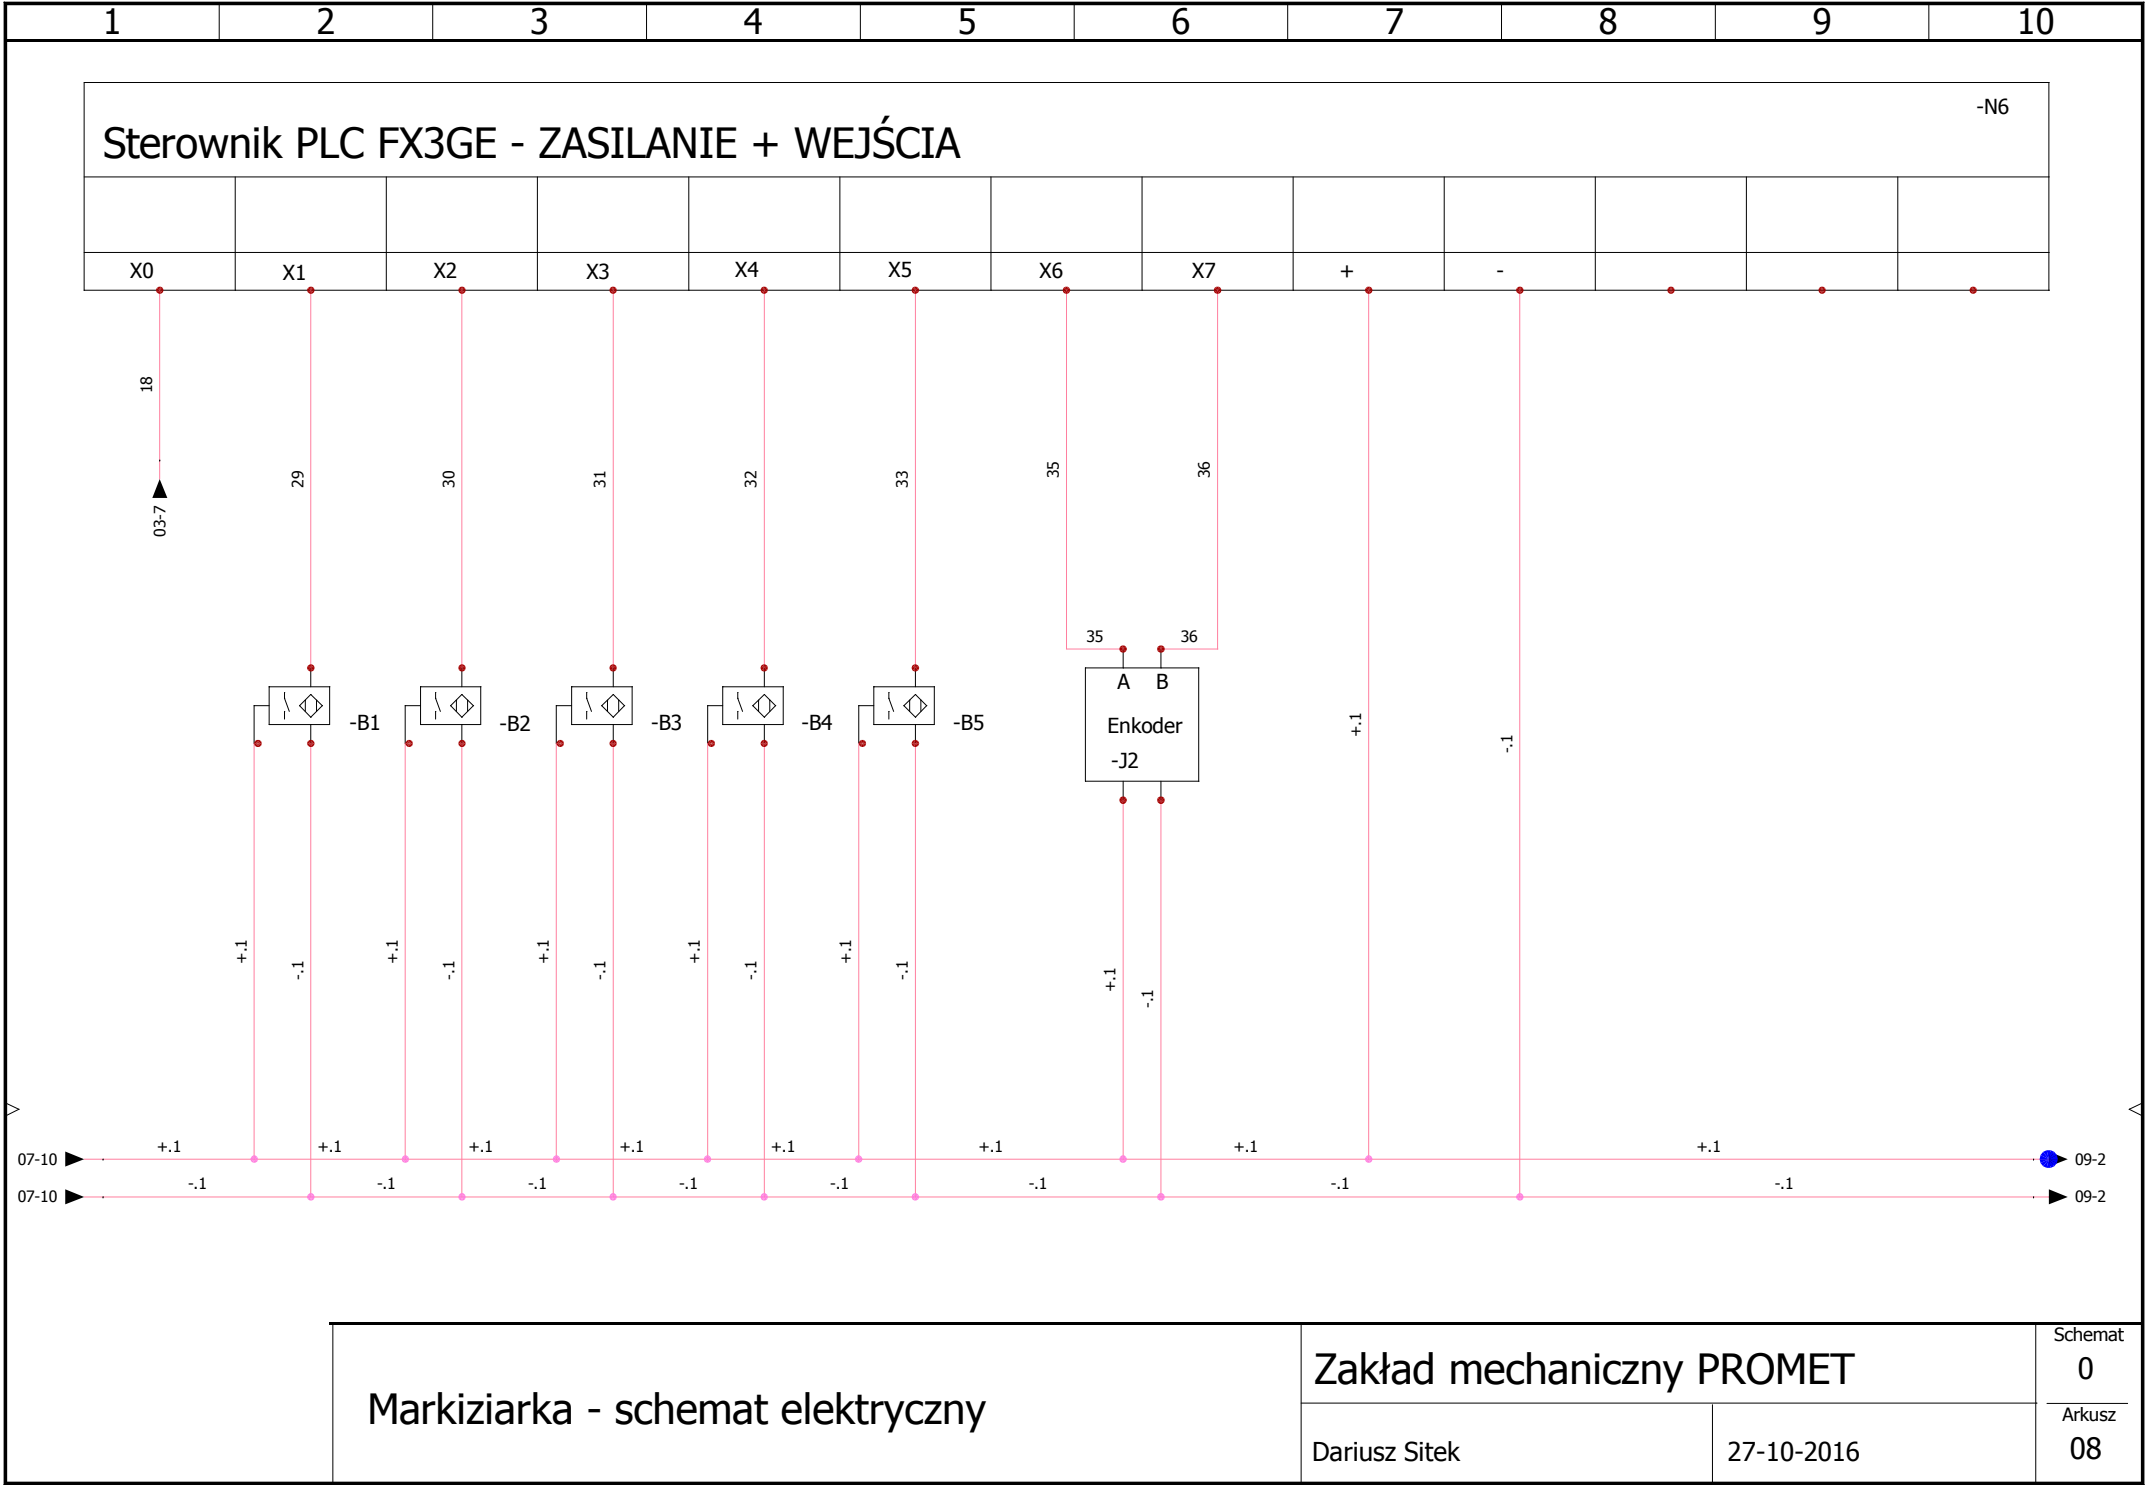 1 2 3 4 5 6 7 8 9 10
-N6
Sterownik PLC FX3GE - ZASILANIE + WEJŚCIA
X0 X1 X2 X3 X4 X5 X6 X7 + -
18
29 30 31 32 33 35 36
03-7
35 36
A B
-B1 -B2 -B3 -B4 -B5
Enkoder
-J2
+.1 -.1
+.1 -.1 +.1 -.1 +.1 -.1 +.1 -.1 +.1 -.1 +.1 -.1
+.1 +.1 +.1 +.1 +.1 +.1 +.1 +.1
07-10 09-2
-.1 -.1 -.1 -.1 -.1 -.1 -.1 -.1
07-10 09-2
Markiziarka - schemat elektryczny
Zakład mechaniczny PROMET
Dariusz Sitek
27-10-2016
Schemat
0
Arkusz
08